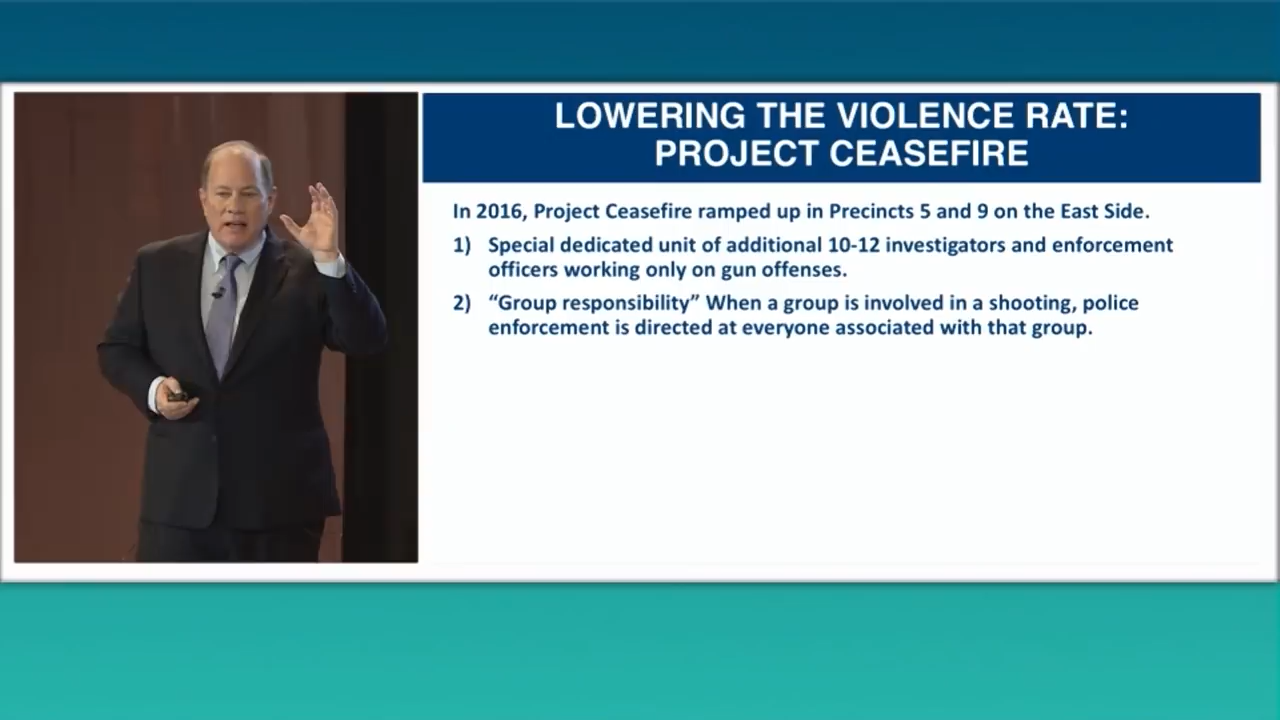 LOWERING THE VIOLENCE RATE:
PROJECT CEASEFIRE
In 2016, Project Ceasefire ramped up in Precincts 5 and 9 on the East Side.
1) Special dedicated unit of additional 10-12 investigators and enforcement
officers working only on gun offenses.
2) “Group responsibility” When a group is involved in a shooting, police
enforcement is directed at everyone associated with that group.